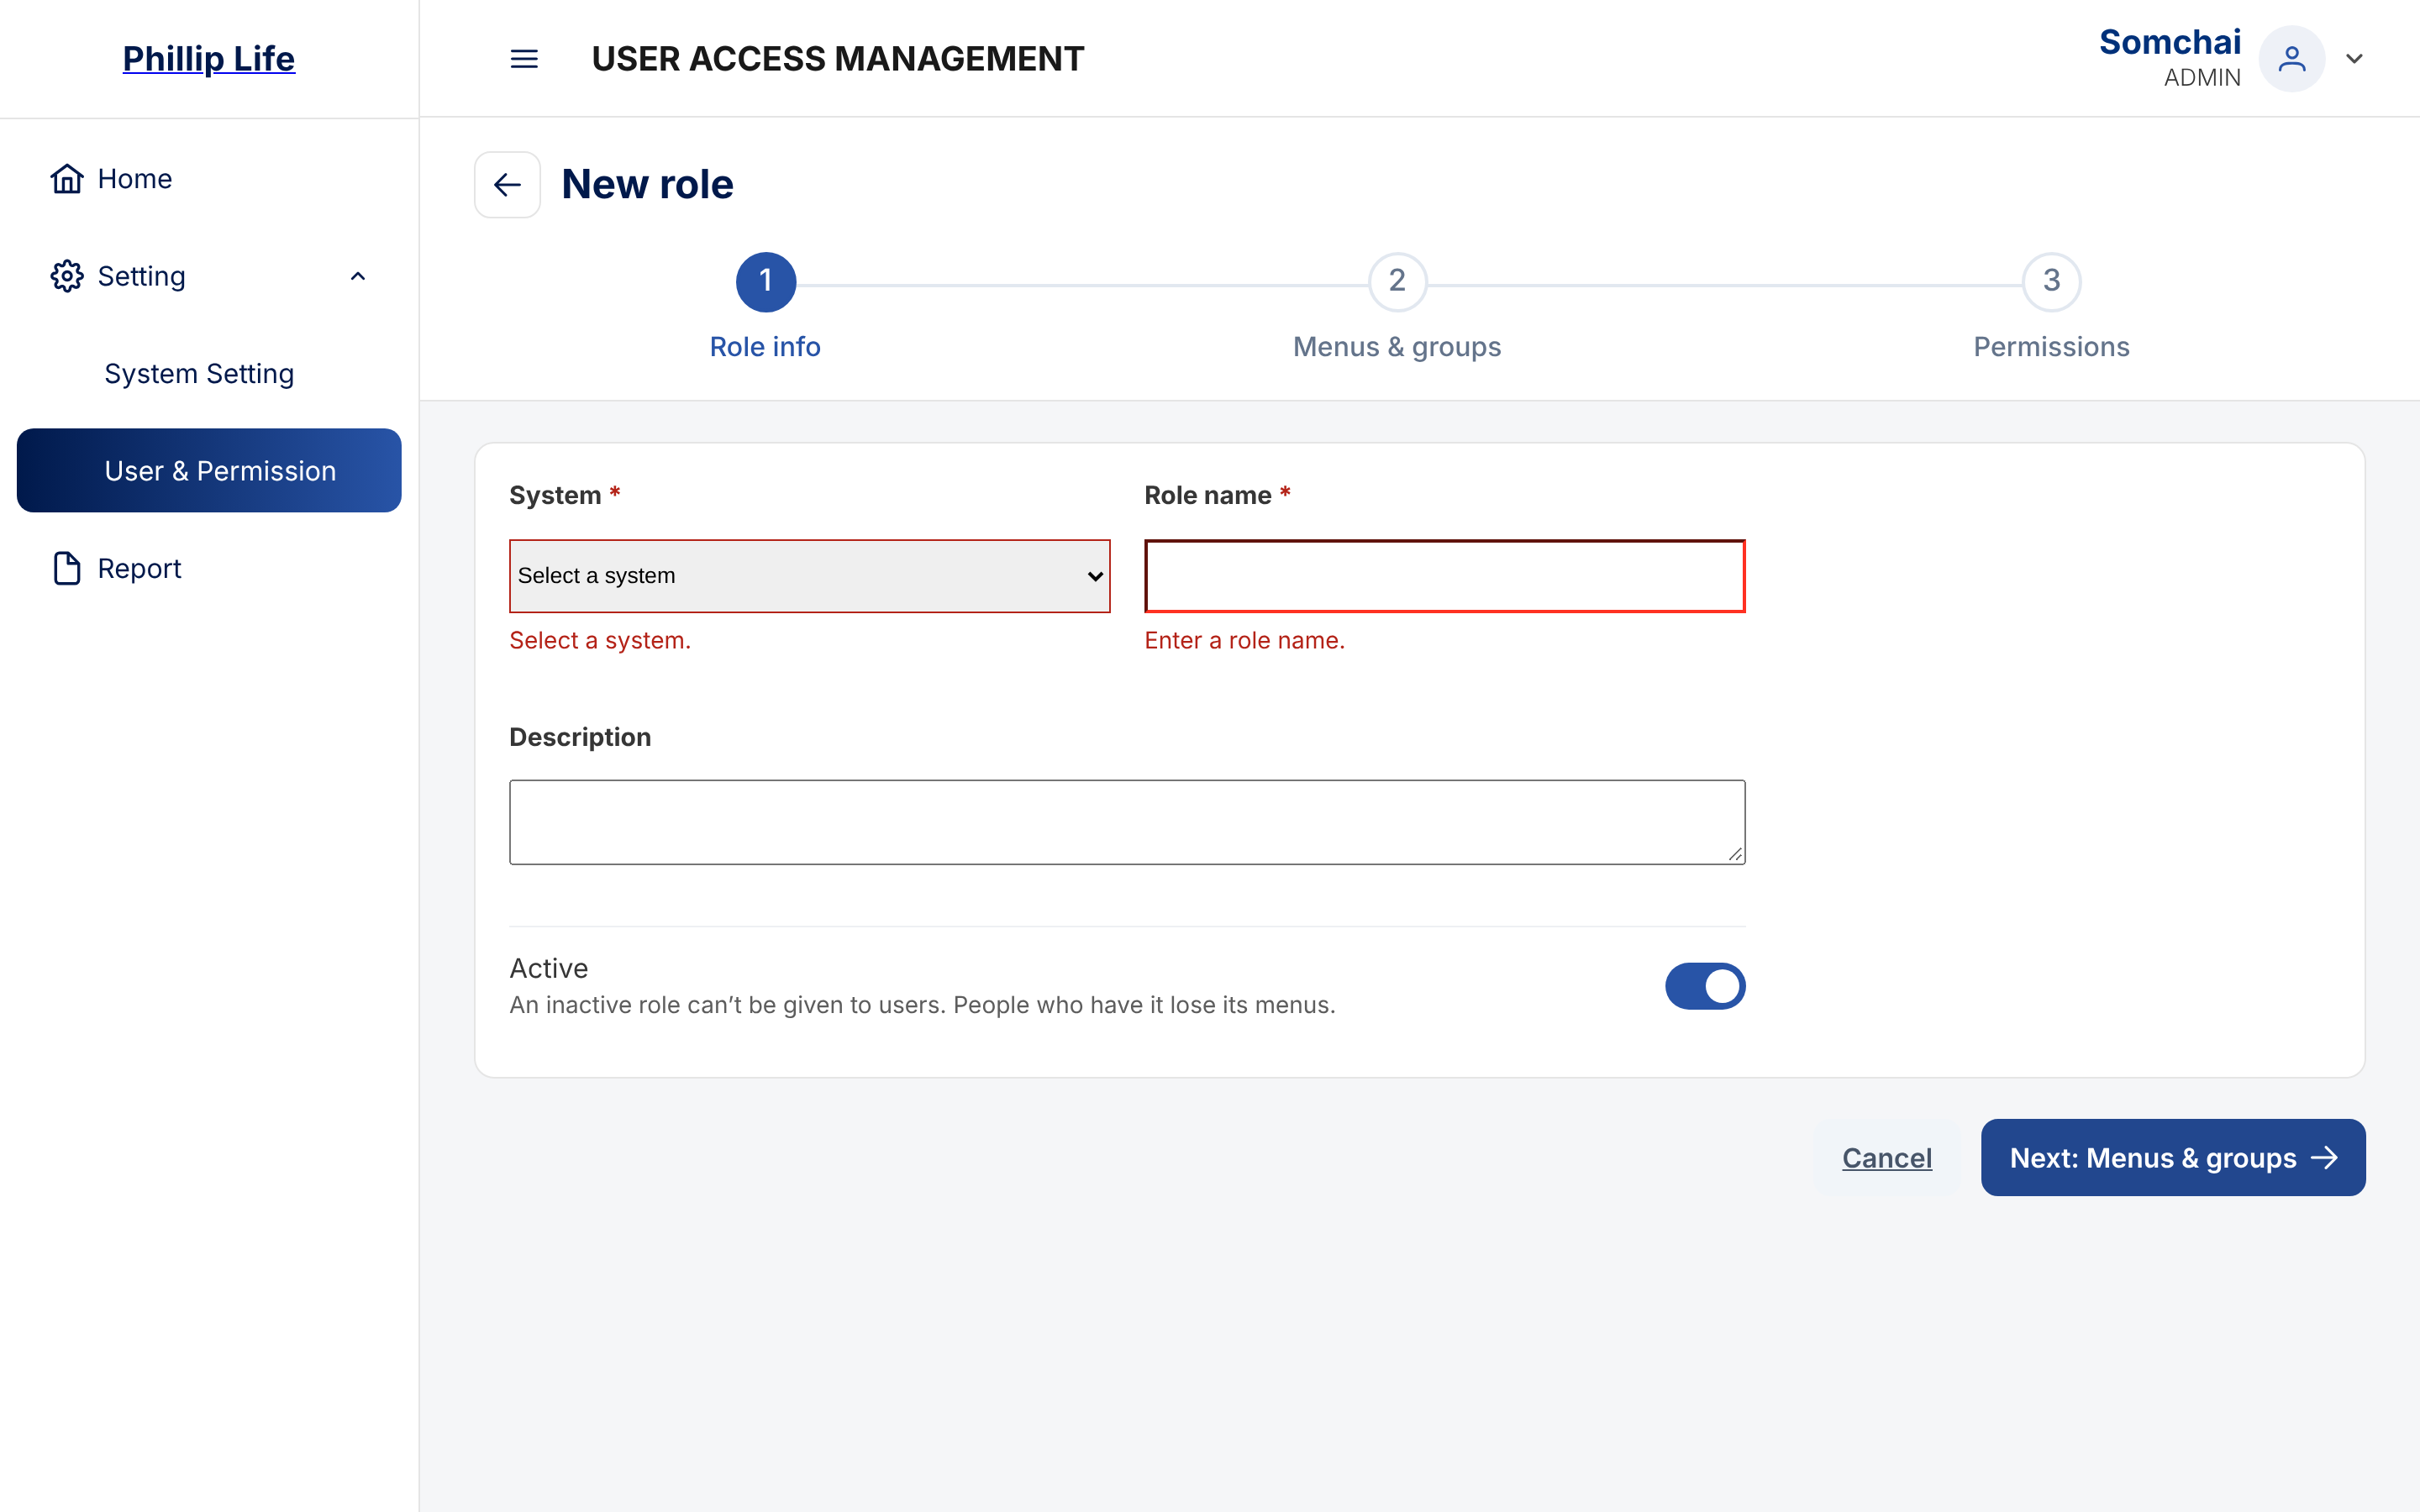 Phillip Life
USER ACCESS MANAGEMENT
Somchai
ADMIN
Home
Setting
System Setting
User & Permission
Report
New role
1
2
3
Role info
Menus & groups
Permissions
System *
Role name *
Select a system
Select a system.
Enter a role name.
Description
Active
An inactive role can’t be given to users. People who have it lose its menus.
Cancel
Next: Menus & groups